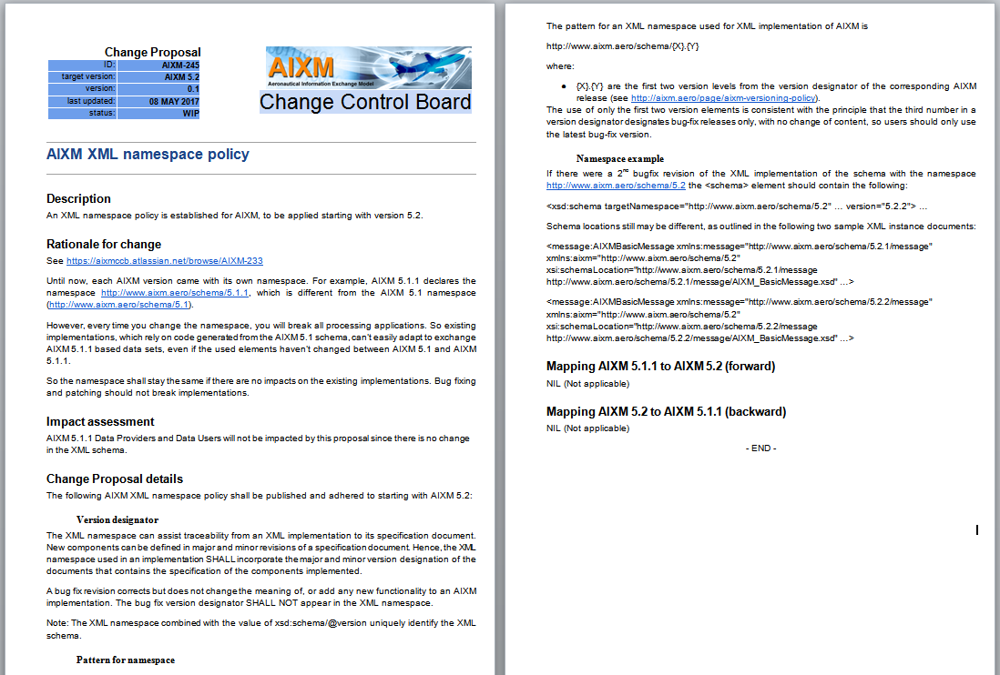 Change Proposal
ID: AIXM-245
target version: AIXM 5.2
version: 0.1
last updated: 08 MAY 2017
status: WIP
AIXM
Aeronautical Information Exchange Model
Change Control Board
AIXM XML namespace policy
Description
An XML namespace policy is established for AIXM, to be applied starting with version 5.2.
Rationale for change
See https://aixmccb.atlassian.net/browse/AIXM-233
Until now, each AIXM version came with its own namespace. For example, AIXM 5.1.1 declares the
namespace http://www.aixm.aero/schema/5.1.1, which is different from the AIXM 5.1 namespace
(http://www.aixm.aero/schema/5.1).
However, every time you change the namespace, you will break all processing applications. So existing
implementations, which rely on code generated from the AIXM 5.1 schema, can't easily adapt to exchange
AIXM 5.1.1 based data sets, even if the used elements haven't changed between AIXM 5.1 and AIXM
5.1.1.
So the namespace shall stay the same if there are no impacts on the existing implementations. Bug fixing
and patching should not break implementations.
Impact assessment
AIXM 5.1.1 Data Providers and Data Users will not be impacted by this proposal since there is no change
in the XML schema.
Change Proposal details
The following AIXM XML namespace policy shall be published and adhered to starting with AIXM 5.2:
Version designator
The XML namespace can assist traceability from an XML implementation to its specification document.
New components can be defined in major and minor revisions of a specification document. Hence, the XML
namespace used in an implementation SHALL incorporate the major and minor version designation of the
documents that contains the specification of the components implemented.
A bug fix revision corrects but does not change the meaning of, or add any new functionality to an AIXM
implementation. The bug fix version designator SHALL NOT appear in the XML namespace.
Note: The XML namespace combined with the value of xsd:schema/@version uniquely identify the XML
schema.
Pattern for namespace
The pattern for an XML namespace used for XML implementation of AIXM is
http://www.aixm.aero/schema/{X}.{Y}
where:
• {X}.{Y} are the first two version levels from the version designator of the corresponding AIXM
release (see http://aixm.aero/page/aixm-versioning-policy).
The use of only the first two version elements is consistent with the principle that the third number in a
version designator designates bug-fix releases only, with no change of content, so users should only use
the latest bug-fix version.
Namespace example
If there were a 2nd bugfix revision of the XML implementation of the schema with the namespace
http://www.aixm.aero/schema/5.2 the <schema> element should contain the following:
<xsd:schema targetNamespace="http://www.aixm.aero/schema/5.2" … version="5.2.2"> …
Schema locations still may be different, as outlined in the following two sample XML instance documents:
<message:AIXMBasicMessage xmlns:message="http://www.aixm.aero/schema/5.2.1/message"
xmlns:aixm="http://www.aixm.aero/schema/5.2"
xsi:schemaLocation="http://www.aixm.aero/schema/5.2.1/message
http://www.aixm.aero/schema/5.2.1/message/AIXM_BasicMessage.xsd" …>
<message:AIXMBasicMessage xmlns:message="http://www.aixm.aero/schema/5.2.2/message"
xmlns:aixm="http://www.aixm.aero/schema/5.2"
xsi:schemaLocation="http://www.aixm.aero/schema/5.2.2/message
http://www.aixm.aero/schema/5.2.2/message/AIXM_BasicMessage.xsd" …>
Mapping AIXM 5.1.1 to AIXM 5.2 (forward)
NIL (Not applicable)
Mapping AIXM 5.2 to AIXM 5.1.1 (backward)
NIL (Not applicable)
- END -